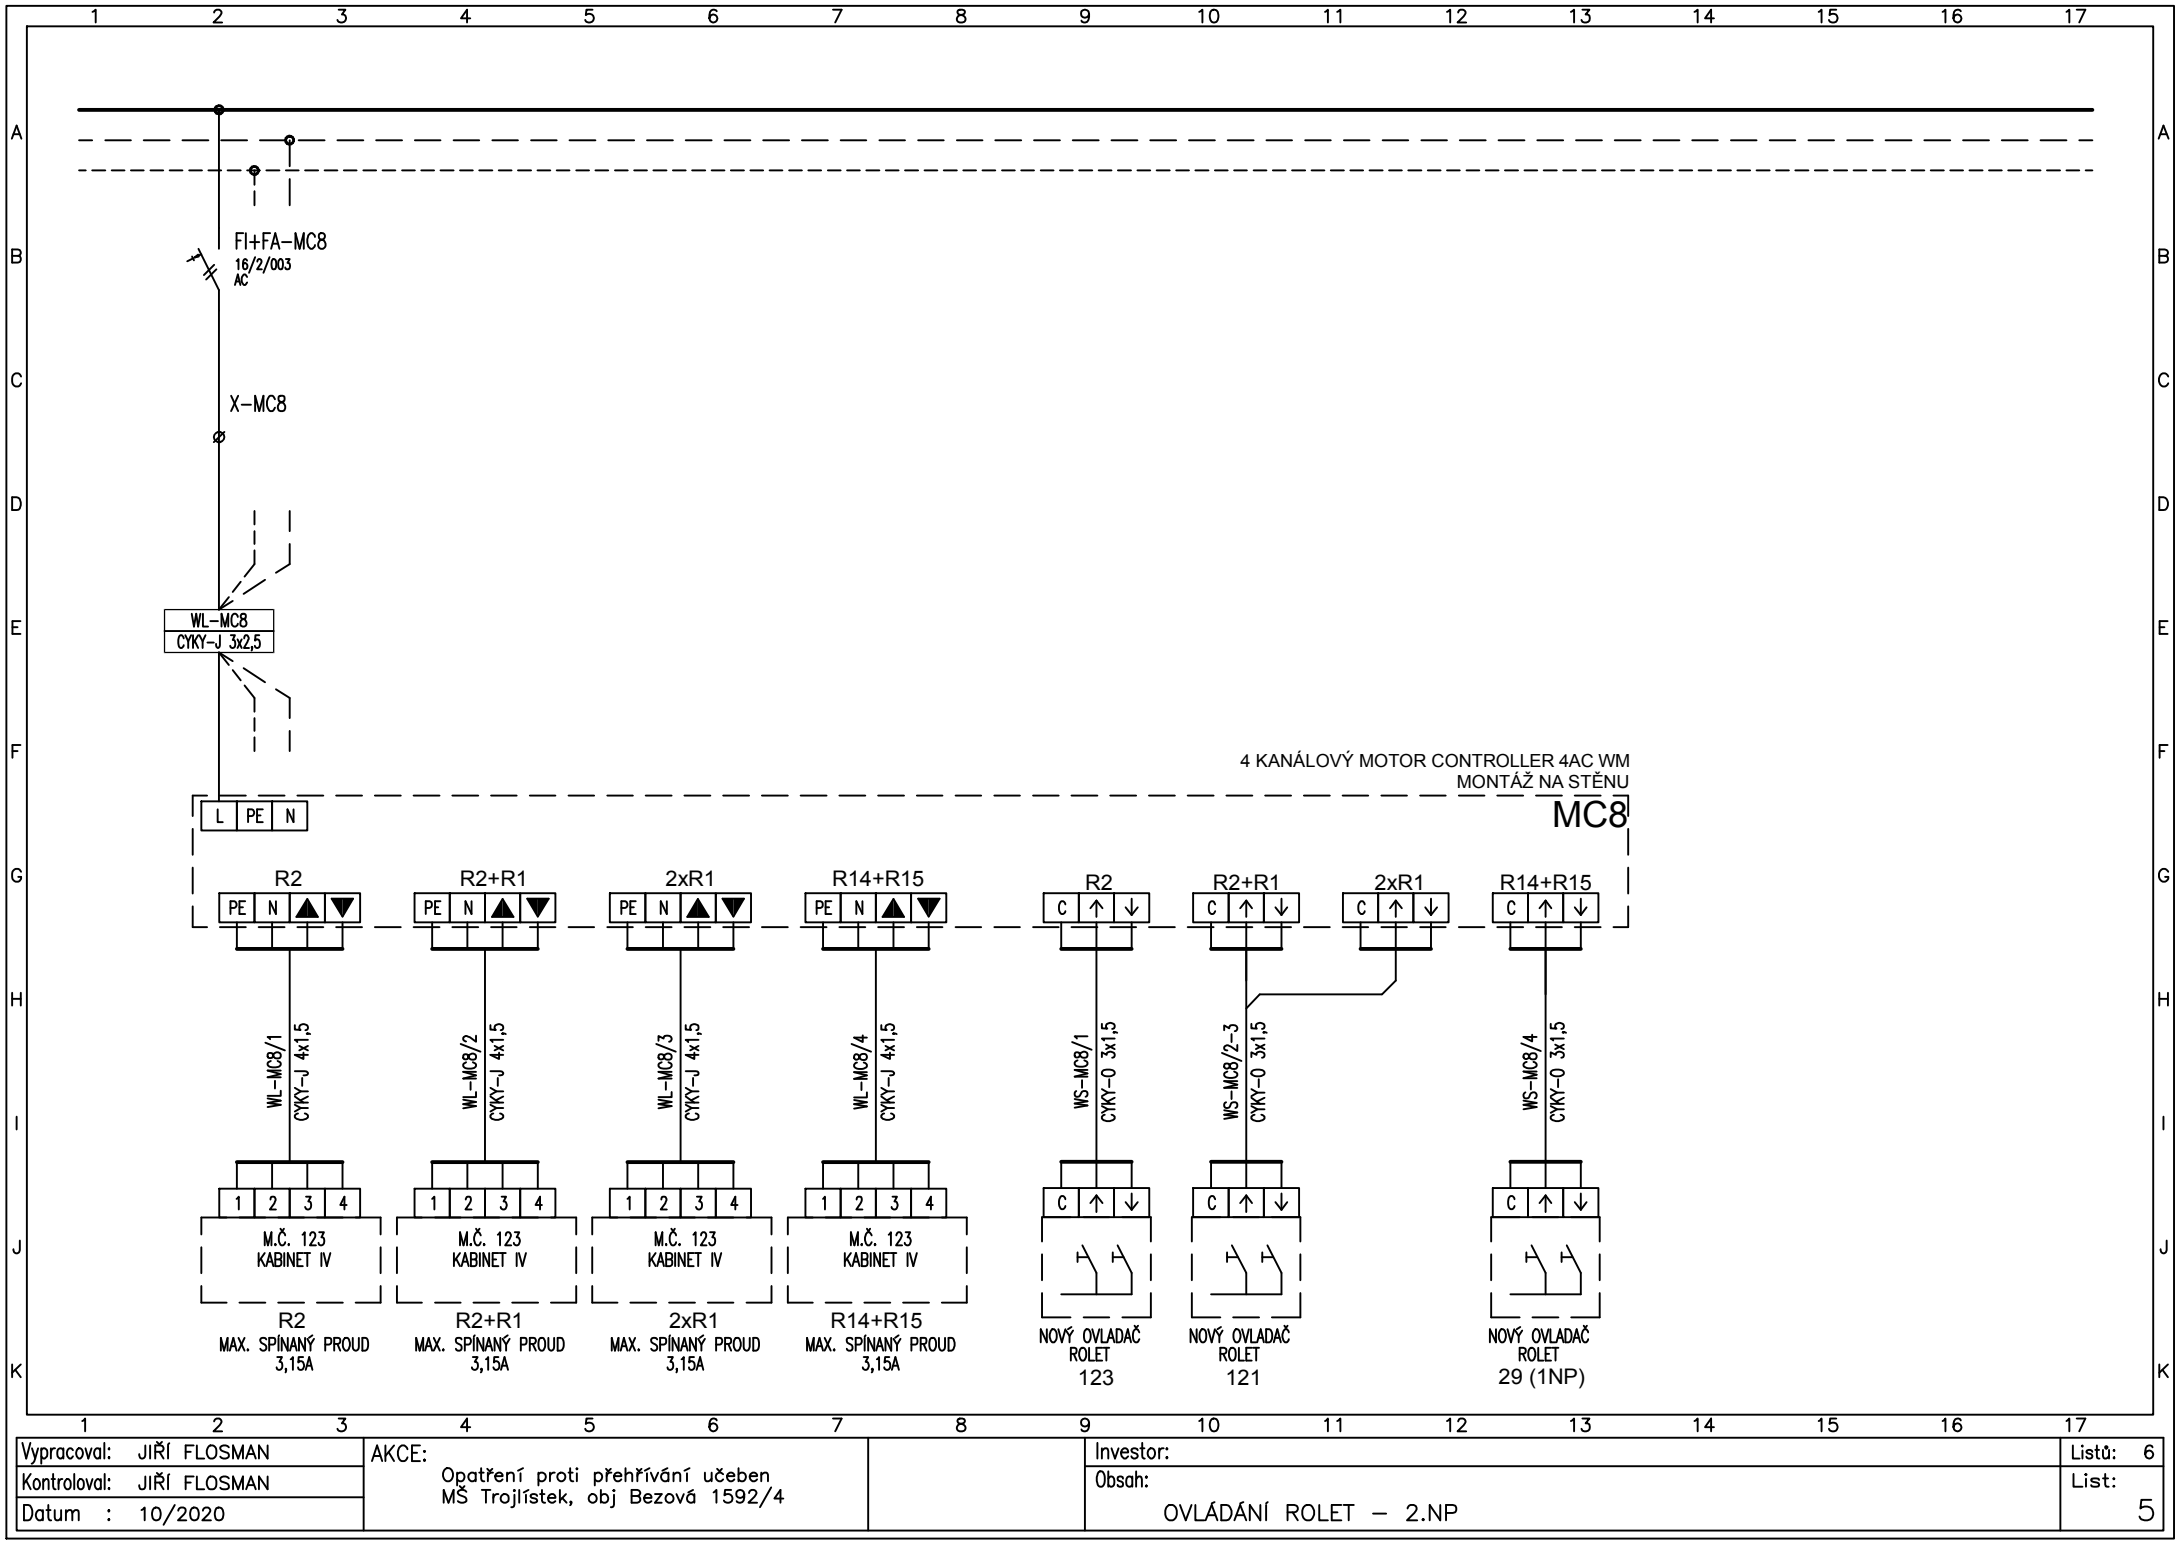 1 2 3 4 5 6 7 8 9 10 11 12 13 14 15 16 17
A A
B B
C C
D D
E E
F F
G G
H H
I I
J J
K K
FI+FA-MC8
16/2/003
AC
X-MC8
WL-MC8
CYKY-J 3x2,5
4 KANÁLOVÝ MOTOR CONTROLLER 4AC WM
MONTÁŽ NA STĚNU
MC8
L PE N
R2 R2+R1 2xR1 R14+R15 R2 R2+R1 2xR1 R14+R15
PE N PE N PE N PE N C ↑ ↓ C ↑ ↓ C ↑ ↓ C ↑ ↓
WL-MC8/1
CYKY-J 4x1,5
WL-MC8/2
CYKY-J 4x1,5
WL-MC8/3
CYKY-J 4x1,5
WL-MC8/4
CYKY-J 4x1,5
WS-MC8/1
CYKY-O 3x1,5
WS-MC8/2-3
CYKY-O 3x1,5
WS-MC8/4
CYKY-O 3x1,5
1 2 3 4 1 2 3 4 1 2 3 4 1 2 3 4 C ↑ ↓ C ↑ ↓ C ↑ ↓
M.Č. 123
KABINET IV
R2
MAX. SPÍNANÝ PROUD
3,15A
M.Č. 123
KABINET IV
R2+R1
MAX. SPÍNANÝ PROUD
3,15A
M.Č. 123
KABINET IV
2xR1
MAX. SPÍNANÝ PROUD
3,15A
M.Č. 123
KABINET IV
R14+R15
MAX. SPÍNANÝ PROUD
3,15A
NOVÝ OVLADAČ
ROLET
123
NOVÝ OVLADAČ
ROLET
121
NOVÝ OVLADAČ
ROLET
29 (1NP)
1 2 3 4 5 6 7 8 9 10 11 12 13 14 15 16 17
Vypracoval: JIŘÍ FLOSMAN
Kontroloval: JIŘÍ FLOSMAN
Datum : 10/2020
AKCE:
Opatření proti přehřívání učeben
MŠ Trojlístek, obj Bezová 1592/4
Investor:
Obsah:
OVLÁDÁNÍ ROLET - 2.NP
Listů: 6
List:
5